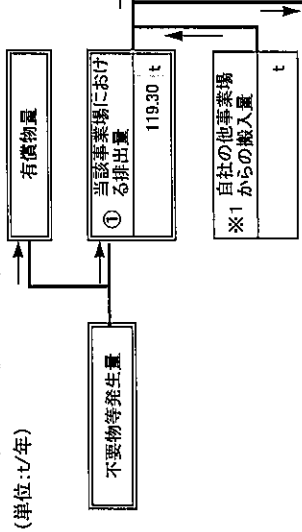 (単位:t/年)
不要物等発生量
有償物量
① 当該事業場におけ
る排出量
119.30 t
※1 自社の他事業場
からの搬入量
t